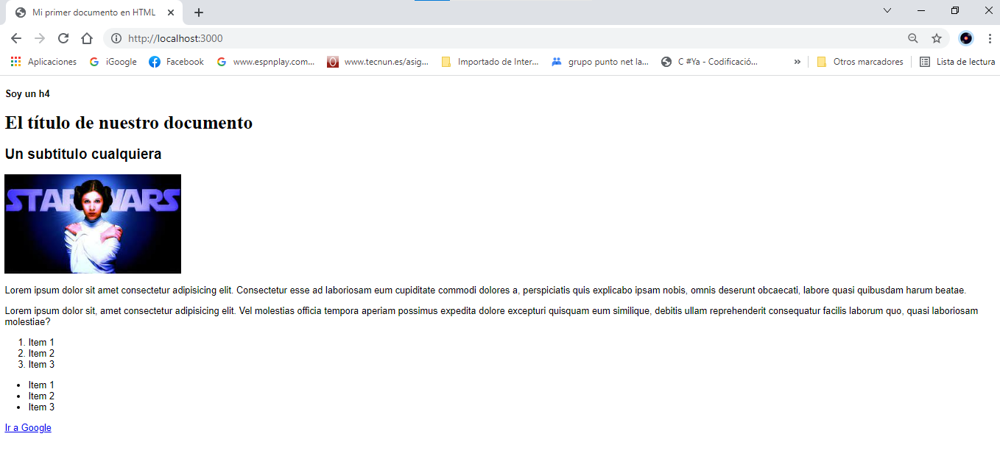 Mi primer documento en HTML
http://localhost:3000
Aplicaciones iGoogle Facebook www.espnplay.com... www.tecnun.es/asig... Importado de Inter... grupo punto net la... C #Ya - Codificació... » Otros marcadores Lista de lectura
Soy un h4
El título de nuestro documento
Un subtitulo cualquiera
STAR WARS
Lorem ipsum dolor sit amet consectetur adipisicing elit. Consectetur esse ad laboriosam eum cupiditate commodi dolores a, perspiciatis quis explicabo ipsam nobis, omnis deserunt obcaecati, labore quasi quibusdam harum beatae.
Lorem ipsum dolor sit, amet consectetur adipisicing elit. Vel molestias officia tempora aperiam possimus expedita dolore excepturi quisquam eum similique, debitis ullam reprehenderit consequatur facilis laborum quo, quasi laboriosam
molestiae?
1. Item 1
2. Item 2
3. Item 3
• Item 1
• Item 2
• Item 3
Ir a Google